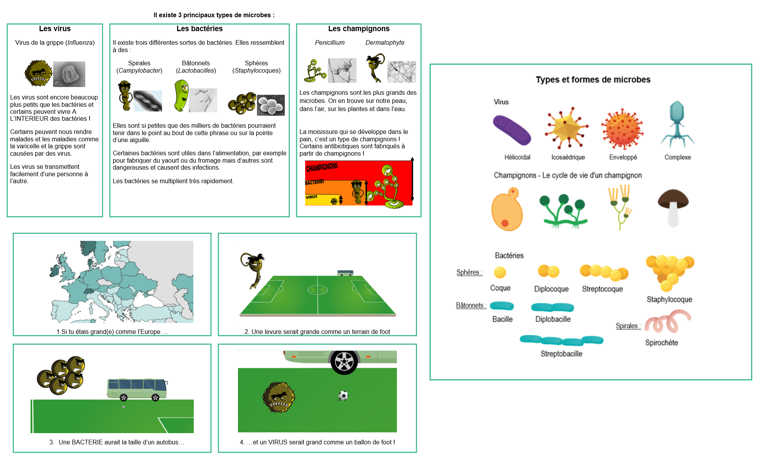 Il existe 3 principaux types de microbes :
Les virus
Virus de la grippe (Influenza)
Les virus sont encore beaucoup
plus petits que les bactéries et
certains peuvent vivre A
L'INTERIEUR des bactéries !
Certains peuvent nous rendre
malades et les maladies comme
la varicelle et la grippe sont
causées par des virus.
Les virus se transmettent
facilement d'une personne à
l'autre.
Les bactéries
Il existe trois différentes sortes de bactéries. Elles ressemblent
à des :
Spirales
(Campylobacter)
Bâtonnets
(Lactobacilles)
Sphères
(Staphylocoques)
Elles sont si petites que des milliers de bactéries pourraient
tenir dans le point au bout de cette phrase ou sur la pointe
d'une aiguille.
Certaines bactéries sont utiles dans l'alimentation, par exemple
pour fabriquer du yaourt ou du fromage mais d'autres sont
dangereuses et causent des infections.
Les bactéries se multiplient très rapidement.
Les champignons
Penicillium
Dermatophyte
Les champignons sont les plus grands des
microbes. On en trouve sur notre peau,
dans l'air, sur les plantes et dans l'eau.
La moisissure qui se développe dans le
pain, c'est un type de champignons !
Certains antibiotiques sont fabriqués à
partir de champignons !
CHAMPIGNONS
BACTERIES
VIRUS
1.Si tu étais grand(e) comme l'Europe ...
2. Une levure serait grande comme un terrain de foot
3. Une BACTERIE aurait la taille d'un autobus...
4. ...et un VIRUS serait grand comme un ballon de foot !
Types et formes de microbes
Virus
Hélicoïdal
Icosaédrique
Enveloppé
Complexe
Champignons - Le cycle de vie d'un champignon
Bactéries
Sphères :
Coque
Diplocoque
Streptocoque
Staphylocoque
Bâtonnets :
Bacille
Diplobacille
Streptobacille
Spirales :
Spirochète